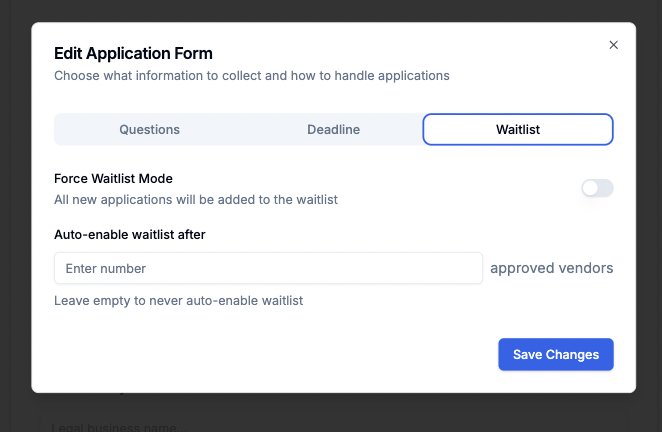 Edit Application Form
Choose what information to collect and how to handle applications
Questions
Deadline
Waitlist
Force Waitlist Mode
All new applications will be added to the waitlist
Auto-enable waitlist after
Enter number
approved vendors
Leave empty to never auto-enable waitlist
Save Changes
Legal business name